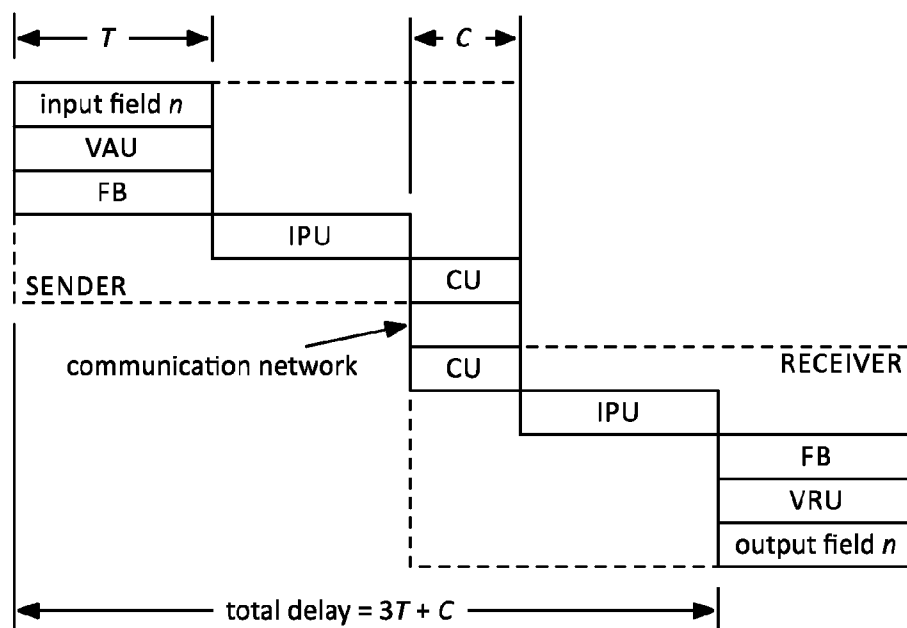 T
C
input field n
VAU
FB
IPU
SENDER
CU
communication network
CU
RECEIVER
IPU
FB
VRU
output field n
total delay = 3T + C